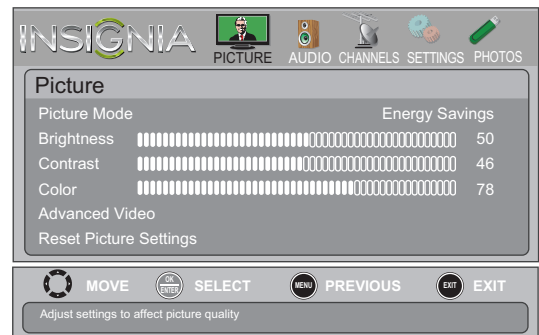 INSIGNIA
PICTURE AUDIO CHANNELS SETTINGS PHOTOS
Picture
Picture Mode Energy Savings
Brightness 50
Contrast 46
Color 78
Advanced Video
Reset Picture Settings
MOVE OK ENTER SELECT MENU PREVIOUS EXIT EXIT
Adjust settings to affect picture quality